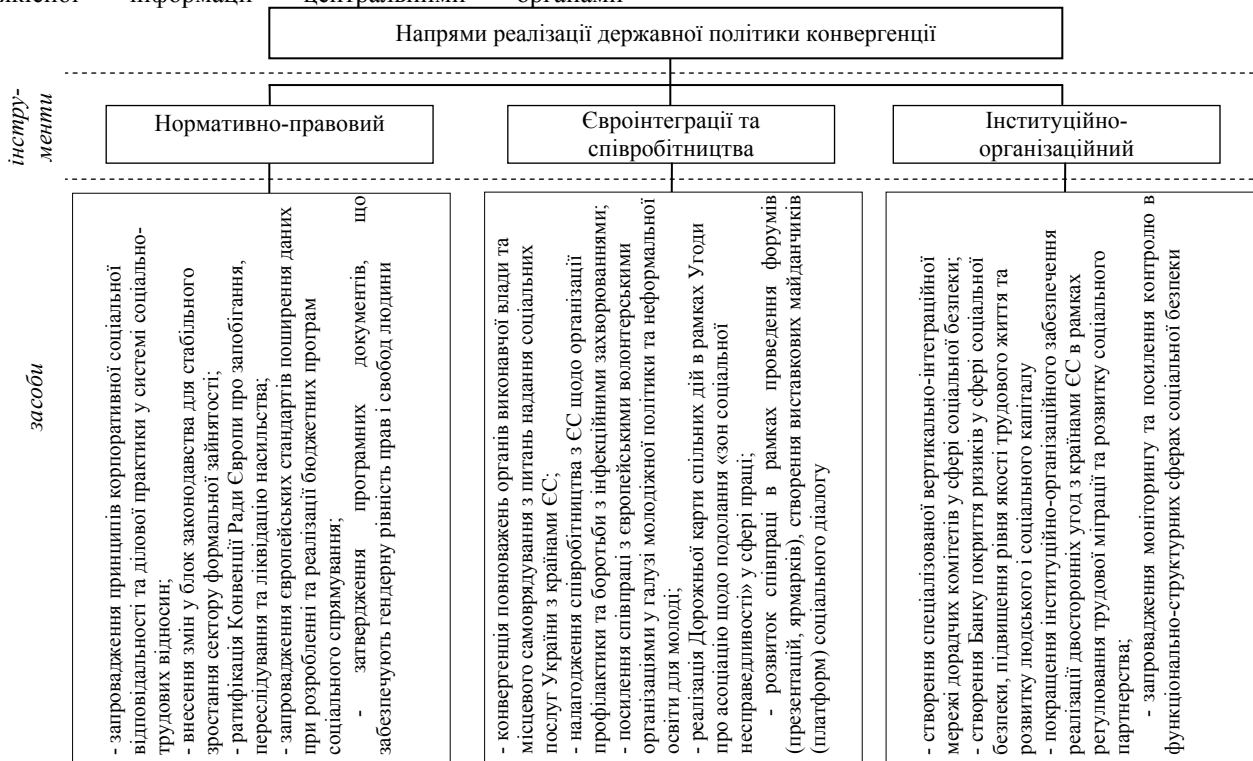 якісної інформації центральними органами
Напрями реалізації державної політики конвергенції
інстру-
менти
Нормативно-правовий
Євроінтеграції та
співробітництва
Інституційно-
організаційний
засоби
- запровадження принципів корпоративної соціальної
відповідальності та ділової практики у системі соціально-
трудових відносин;
- внесення змін у блок законодавства для стабільного
зростання сектору формальної зайнятості;
- ратифікація Конвенції Ради Європи про запобігання,
переслідування та ліквідацію насильства;
- запровадження європейських стандартів поширення даних
при розробленні та реалізації бюджетних програм
соціального спрямування;
- затвердження програмних документів, що
забезпечують гендерну рівність прав і свобод людини
- конвергенція повноважень органів виконавчої влади та
місцевого самоврядування з питань надання соціальних
послуг України з країнами ЄС;
- налагодження співробітництва з ЄС щодо організації
профілактики та боротьби з інфекційними захворюваннями;
- посилення співпраці з європейськими волонтерськими
організаціями у галузі молодіжної політики та неформальної
освіти для молоді;
- реалізація Дорожньої карти спільних дій в рамках Угоди
про асоціацію щодо подолання «зон соціальної
несправедливості» у сфері праці;
- розвиток співпраці в рамках проведення форумів
(презентацій, ярмарків), створення виставкових майданчиків
(платформ) соціального діалогу
- створення спеціалізованої вертикально-інтеграційної
мережі дорадчих комітетів у сфері соціальної безпеки;
- створення Банку покриття ризиків у сфері соціальної
безпеки, підвищення рівня якості трудового життя та
розвитку людського і соціального капіталу
- покращення інституційно-організаційного забезпечення
реалізації двосторонніх угод з країнами ЄС в рамках
регулювання трудової міграції та розвитку соціального
партнерства;
- запровадження моніторингу та посилення контролю в
функціонально-структурних сферах соціальної безпеки